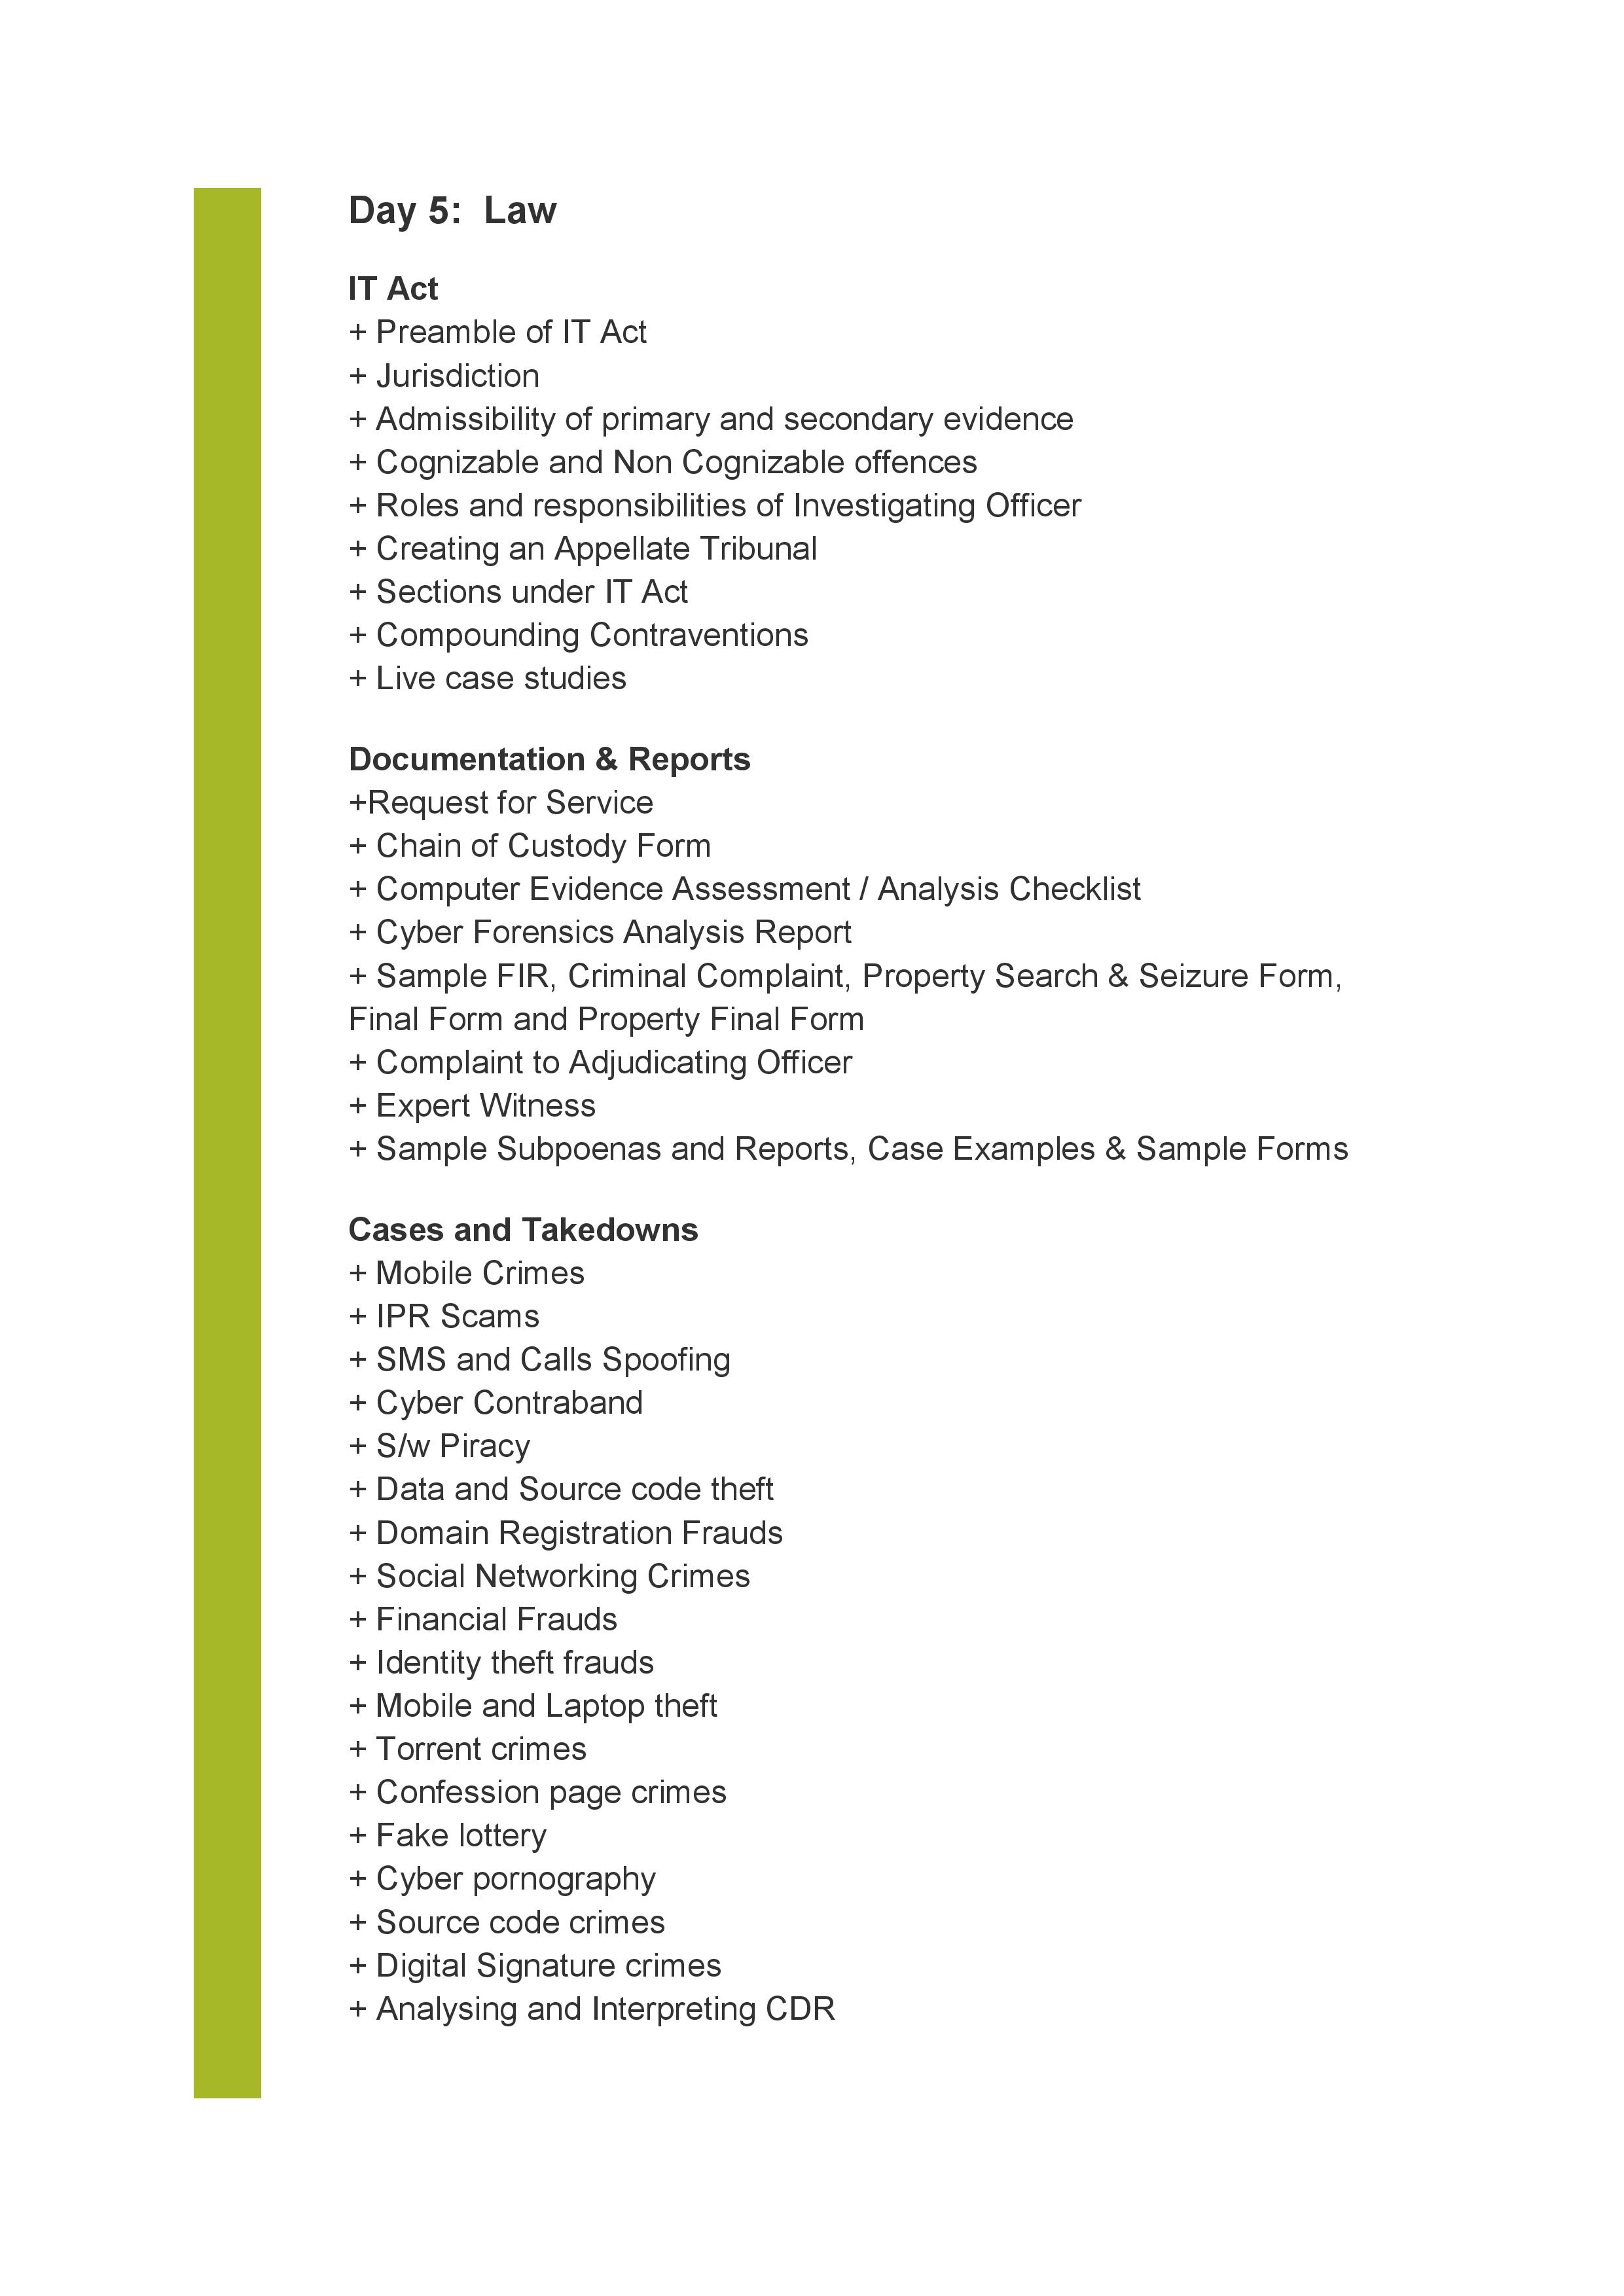 Day 5:  Law
IT Act
+ Preamble of IT Act
+ Jurisdiction
+ Admissibility of primary and secondary evidence
+ Cognizable and Non Cognizable offences
+ Roles and responsibilities of Investigating Officer
+ Creating an Appellate Tribunal
+ Sections under IT Act
+ Compounding Contraventions
+ Live case studies
Documentation & Reports
+Request for Service
+ Chain of Custody Form
+ Computer Evidence Assessment / Analysis Checklist
+ Cyber Forensics Analysis Report
+ Sample FIR, Criminal Complaint, Property Search & Seizure Form,
Final Form and Property Final Form
+ Complaint to Adjudicating Officer
+ Expert Witness
+ Sample Subpoenas and Reports, Case Examples & Sample Forms
Cases and Takedowns
+ Mobile Crimes
+ IPR Scams
+ SMS and Calls Spoofing
+ Cyber Contraband
+ S/w Piracy
+ Data and Source code theft
+ Domain Registration Frauds
+ Social Networking Crimes
+ Financial Frauds
+ Identity theft frauds
+ Mobile and Laptop theft
+ Torrent crimes
+ Confession page crimes
+ Fake lottery
+ Cyber pornography
+ Source code crimes
+ Digital Signature crimes
+ Analysing and Interpreting CDR